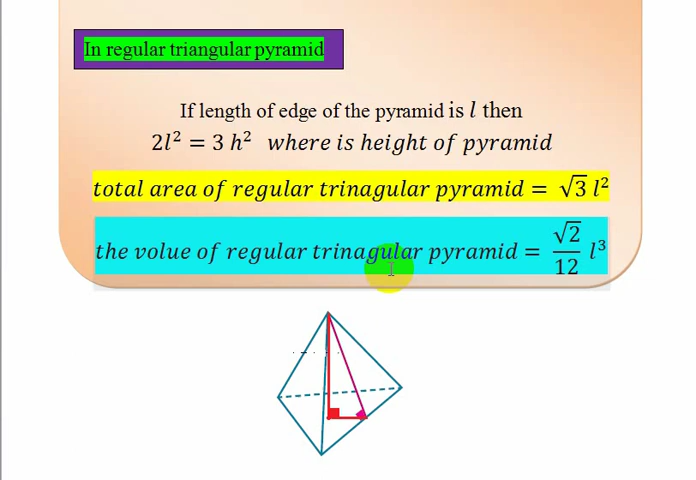 In regular triangular pyramid
If length of edge of the pyramid is l then
2l² = 3 h² where is height of pyramid
total area of regular trinagular pyramid = √3 l²
the volue of regular trinagular pyramid = √2/12 l³